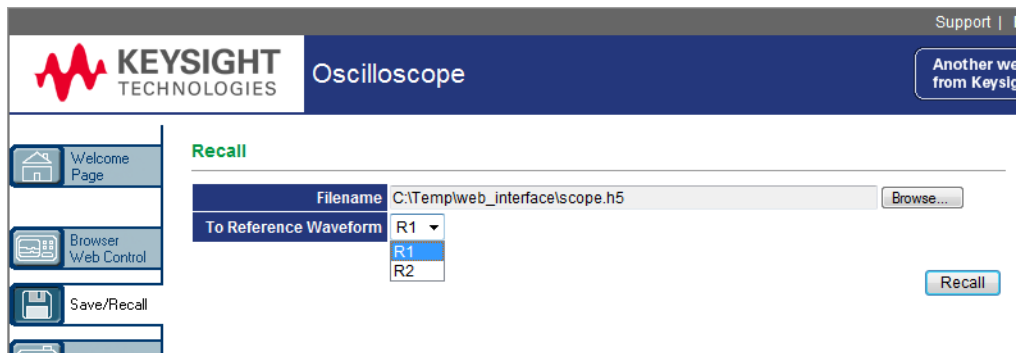 Support |
KEYSIGHT
TECHNOLOGIES
Oscilloscope
Another we
from Keysig
Welcome
Page
Recall
Filename C:\Temp\web_interface\scope.h5 Browse...
To Reference Waveform R1
R1
R2
Browser
Web Control
Recall
Save/Recall